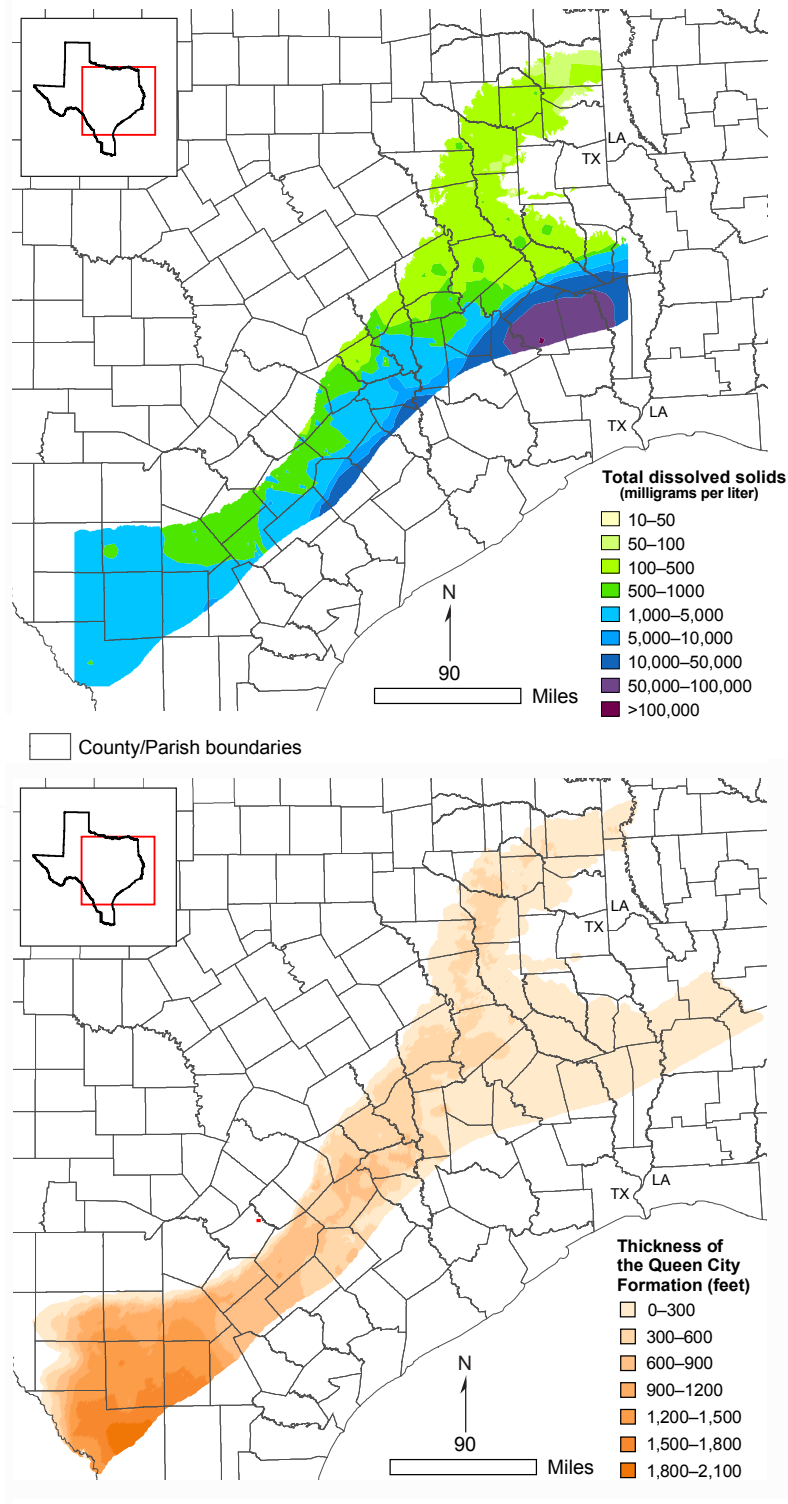 LA
TX
TX
LA
Total dissolved solids
(milligrams per liter)
10–50
50–100
100–500
500–1000
1,000–5,000
5,000–10,000
10,000–50,000
50,000–100,000
>100,000
N
90
Miles
County/Parish boundaries
LA
TX
TX
LA
Thickness of
the Queen City
Formation (feet)
0–300
300–600
600–900
900–1200
1,200–1,500
1,500–1,800
1,800–2,100
N
90
Miles